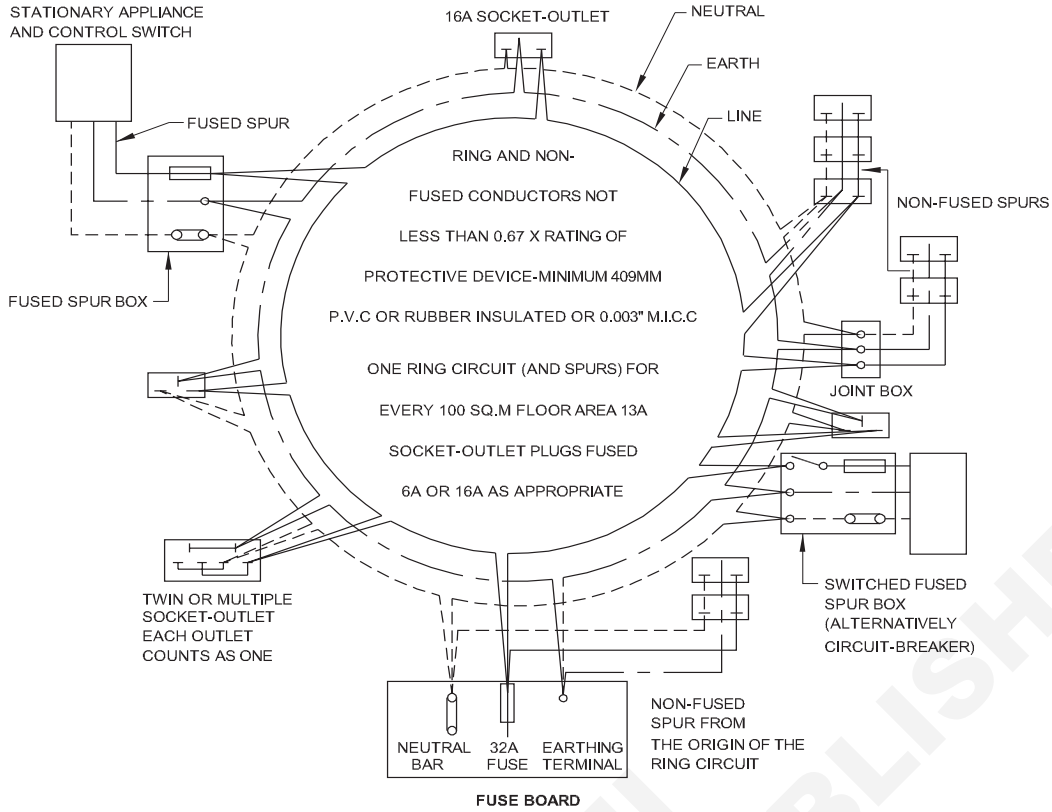 STATIONARY APPLIANCE
AND CONTROL SWITCH
16A SOCKET-OUTLET
NEUTRAL
EARTH
LINE
FUSED SPUR
NON-FUSED SPURS
FUSED SPUR BOX
RING AND NON-
FUSED CONDUCTORS NOT
LESS THAN 0.67 X RATING OF
PROTECTIVE DEVICE-MINIMUM 409MM
P.V.C OR RUBBER INSULATED OR 0.003" M.I.C.C
ONE RING CIRCUIT (AND SPURS) FOR
EVERY 100 SQ.M FLOOR AREA 13A
SOCKET-OUTLET PLUGS FUSED
6A OR 16A AS APPROPRIATE
JOINT BOX
TWIN OR MULTIPLE
SOCKET-OUTLET
EACH OUTLET
COUNTS AS ONE
SWITCHED FUSED
SPUR BOX
(ALTERNATIVELY
CIRCUIT-BREAKER)
NON-FUSED
SPUR FROM
THE ORIGIN OF THE
RING CIRCUIT
NEUTRAL
BAR
32A
FUSE
EARTHING
TERMINAL
FUSE BOARD